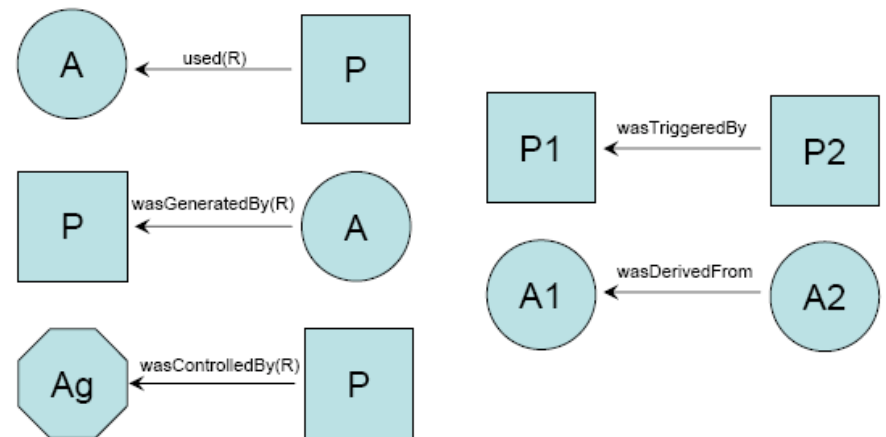 A
used(R)
P
P
wasGeneratedBy(R)
A
Ag
wasControlledBy(R)
P
P1
wasTriggeredBy
P2
A1
wasDerivedFrom
A2